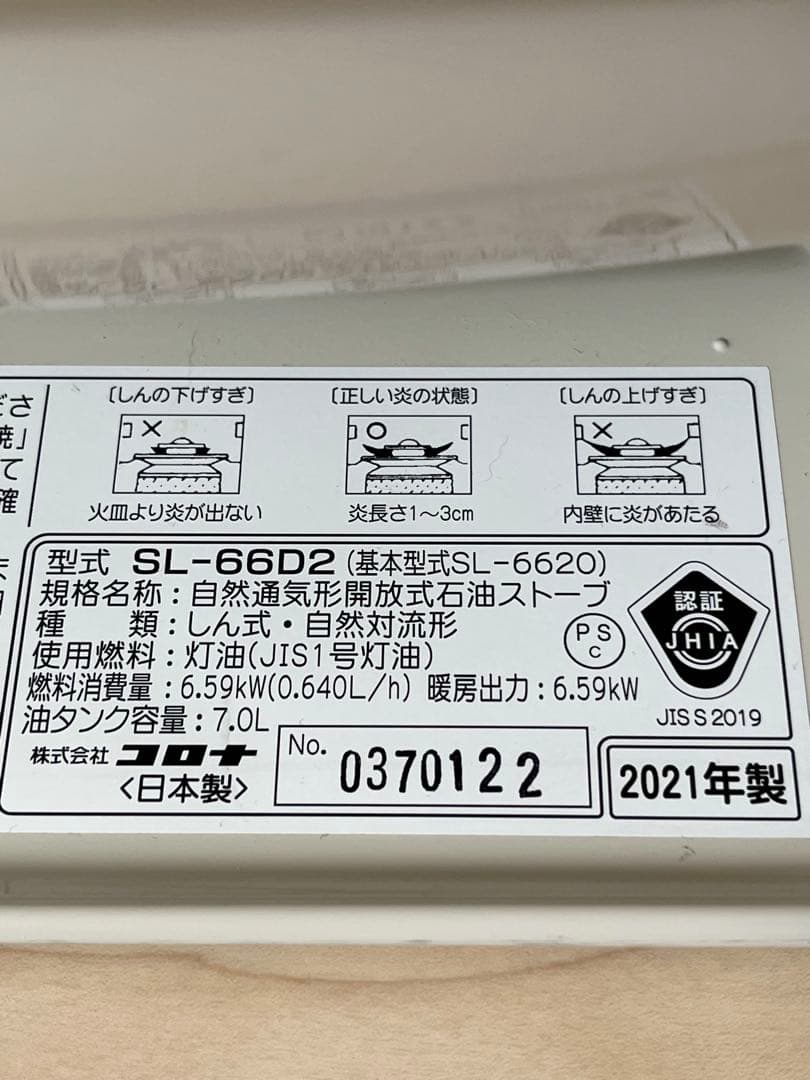 ださ
焼」
て
確
〔しんの下げすぎ〕
〔正しい炎の状態〕
〔しんの上げすぎ〕
火皿より炎が出ない
炎長さ1〜3cm
内壁に炎があたる
型式 SL-66D2 (基本型式SL-6620)
規格名称:自然通気形開放式石油ストーブ
種 類:しん式・自然対流形
使用燃料:灯油(JIS1号灯油)
燃料消費量:6.59kW(0.640L/h) 暖房出力:6.59kW
油タンク容量:7.0L
PS
C
認証
JHIA
JIS S 2019
株式会社 コロナ
<日本製>
No. 0370122
2021年製